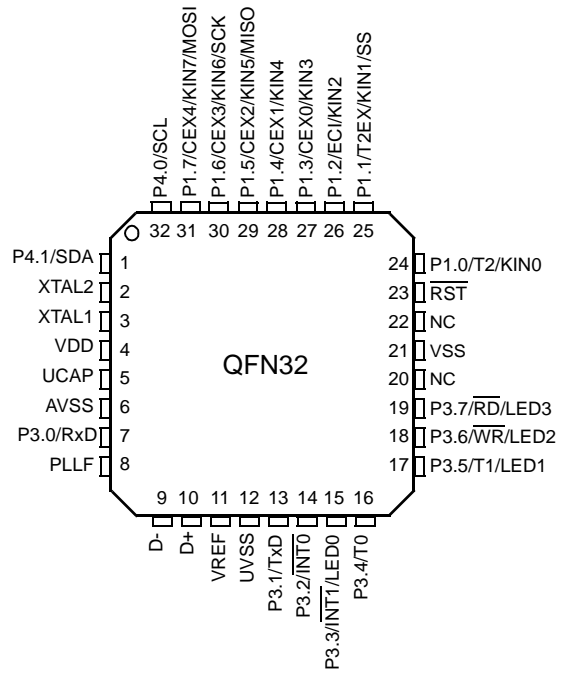 P4.0/SCL
P1.7/CEX4/KIN7/MOSI
P1.6/CEX3/KIN6/SCK
P1.5/CEX2/KIN5/MISO
P1.4/CEX1/KIN4
P1.3/CEX0/KIN3
P1.2/ECI/KIN2
P1.1/T2EX/KIN1/SS
32 31 30 29 28 27 26 25
P4.1/SDA 1
XTAL2 2
XTAL1 3
VDD 4
UCAP 5
AVSS 6
P3.0/RxD 7
PLLF 8
QFN32
24 P1.0/T2/KIN0
23 RST
22 NC
21 VSS
20 NC
19 P3.7/RD/LED3
18 P3.6/WR/LED2
17 P3.5/T1/LED1
9 10 11 12 13 14 15 16
D-
D+
VREF
UVSS
P3.1/TxD
P3.2/INT0
P3.3/INT1/LED0
P3.4/T0